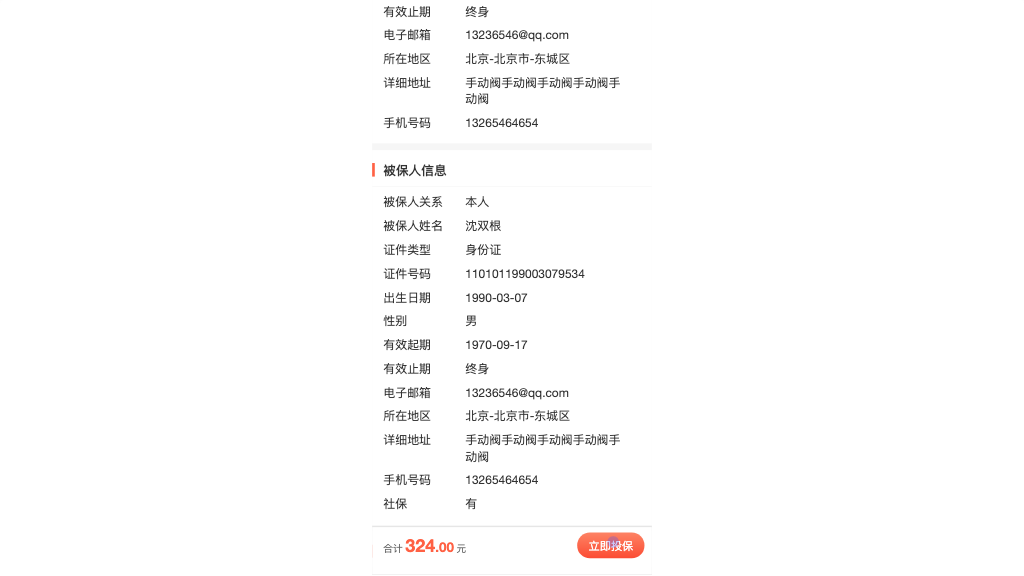 有效止期 终身
电子邮箱 13236546@qq.com
所在地区 北京-北京市-东城区
详细地址 手动阀手动阀手动阀手动阀手
动阀
手机号码 13265464654
被保人信息
被保人关系 本人
被保人姓名 沈双根
证件类型 身份证
证件号码 110101199003079534
出生日期 1990-03-07
性别 男
有效起期 1970-09-17
有效止期 终身
电子邮箱 13236546@qq.com
所在地区 北京-北京市-东城区
详细地址 手动阀手动阀手动阀手动阀手
动阀
手机号码 13265464654
社保 有
合计 324.00 元 立即投保